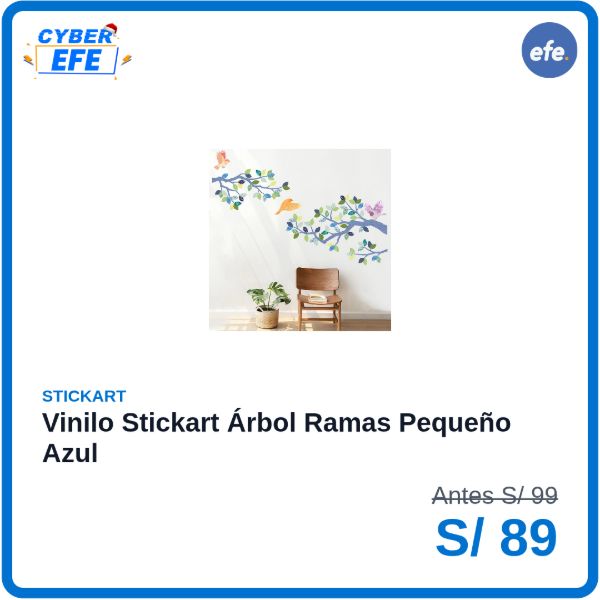 CYBER
EFE
efe.
STICKART
Vinilo Stickart Árbol Ramas Pequeño
Azul
Antes S/ 99
S/ 89